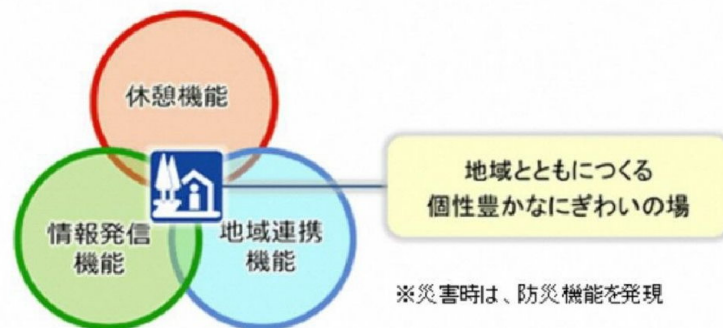 休憩機能
情報発信
機能
地域連携
機能
地域とともにつくる
個性豊かなにぎわいの場
※災害時は、防災機能を発現